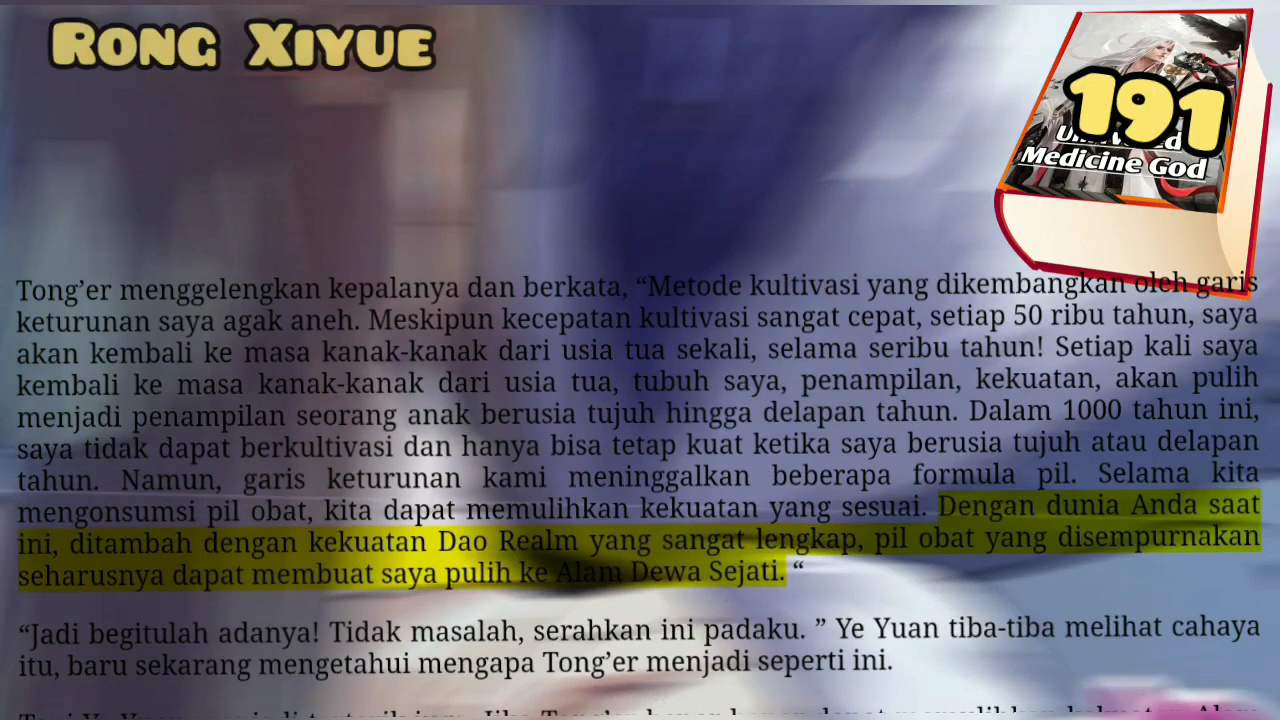 Rong Xiyue
191
Medicine God
Tong’er menggelengkan kepalanya dan berkata, “Metode kultivasi yang dikembangkan oleh garis
keturunan saya agak aneh. Meskipun kecepatan kultivasi sangat cepat, setiap 50 ribu tahun, saya
akan kembali ke masa kanak-kanak dari usia tua sekali, selama seribu tahun! Setiap kali saya
kembali ke masa kanak-kanak dari usia tua, tubuh saya, penampilan, kekuatan, akan pulih
menjadi penampilan seorang anak berusia tujuh hingga delapan tahun. Dalam 1000 tahun ini,
saya tidak dapat berkultivasi dan hanya bisa tetap kuat ketika saya berusia tujuh atau delapan
tahun. Namun, garis keturunan kami meninggalkan beberapa formula pil. Selama kita
mengonsumsi pil obat, kita dapat memulihkan kekuatan yang sesuai. Dengan dunia Anda saat
ini, ditambah dengan kekuatan Dao Realm yang sangat lengkap, pil obat yang disempurnakan
seharusnya dapat membuat saya pulih ke Alam Dewa Sejati. “
“Jadi begitulah adanya! Tidak masalah, serahkan ini padaku. ” Ye Yuan tiba-tiba melihat cahaya
itu, baru sekarang mengetahui mengapa Tong’er menjadi seperti ini.